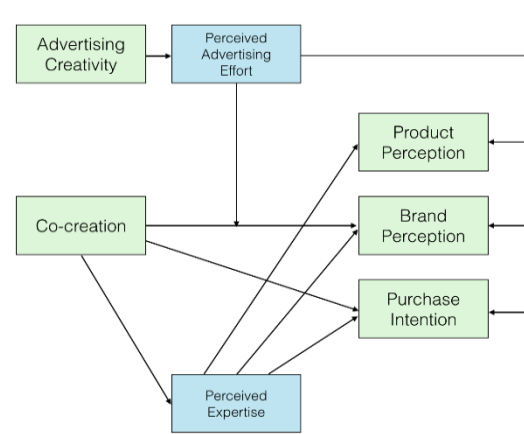 Advertising
Creativity
Perceived
Advertising
Effort
Product
Perception
Co-creation
Brand
Perception
Purchase
Intention
Perceived
Expertise